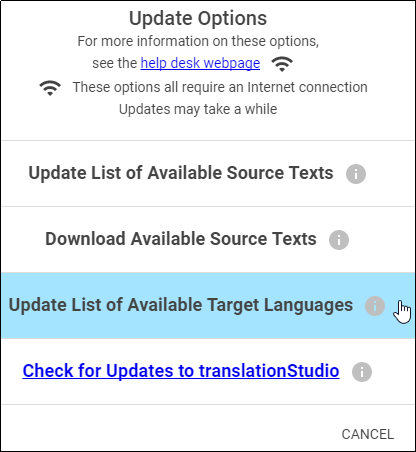 Update Options
For more information on these options,
see the help desk webpage
These options all require an Internet connection
Updates may take a while
Update List of Available Source Texts
Download Available Source Texts
Update List of Available Target Languages
Check for Updates to translationStudio
CANCEL